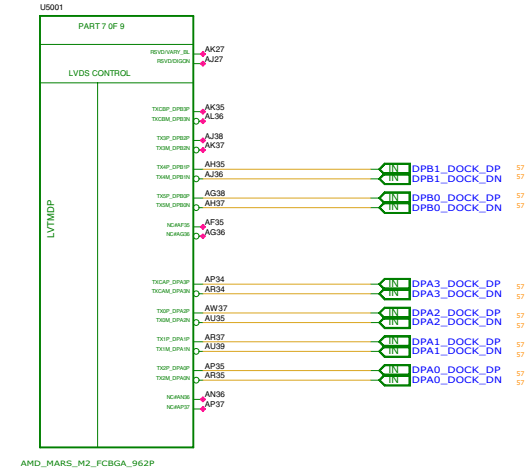 U5001
PART 7 OF 9
RSVD/VARY_BL AK27
RSVD/DIGON AJ27
LVDS CONTROL
TXCBP_DPB3P AK35
TXCBM_DPB3N AL36
TX3P_DPB2P AJ38
TX3M_DPB2N AK37
TX4P_DPB1P AH35 IN DPB1_DOCK_DP 57
TX4M_DPB1N AJ36 IN DPB1_DOCK_DN 57
TX5P_DPB0P AG38 IN DPB0_DOCK_DP 57
TX5M_DPB0N AH37 IN DPB0_DOCK_DN 57
NC#AF35 AF35
NC#AG36 AG36
LVTMDP
TXCAP_DPA3P AP34 IN DPA3_DOCK_DP 57
TXCAM_DPA3N AR34 IN DPA3_DOCK_DN 57
TX0P_DPA2P AW37 IN DPA2_DOCK_DP 57
TX0M_DPA2N AU35 IN DPA2_DOCK_DN 57
TX1P_DPA1P AR37 IN DPA1_DOCK_DP 57
TX1M_DPA1N AU39 IN DPA1_DOCK_DN 57
TX2P_DPA0P AP35 IN DPA0_DOCK_DP 57
TX2M_DPA0N AR35 IN DPA0_DOCK_DN 57
NC#AN36 AN36
NC#AP37 AP37
AMD_MARS_M2_FCBGA_962P